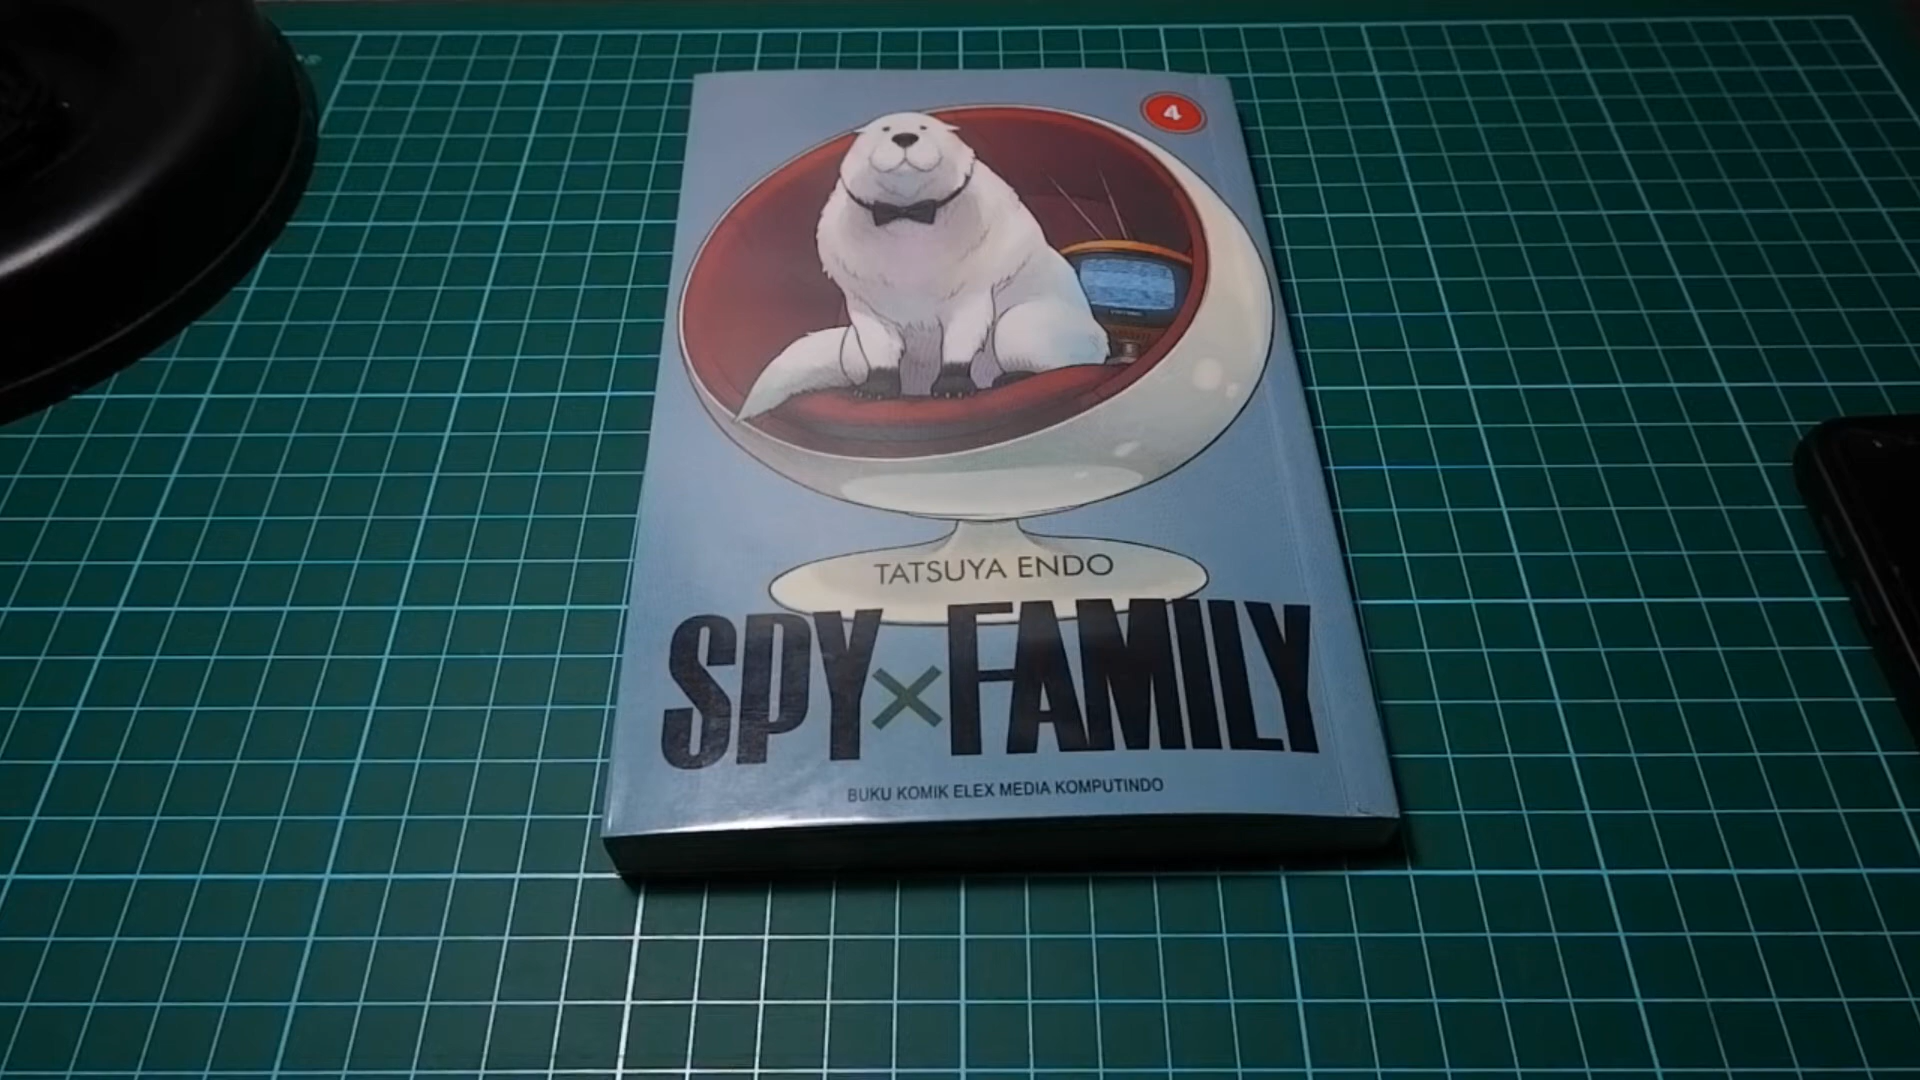 4
TATSUYA ENDO
SPY×FAMILY
BUKU KOMIK ELEX MEDIA KOMPUTINDO